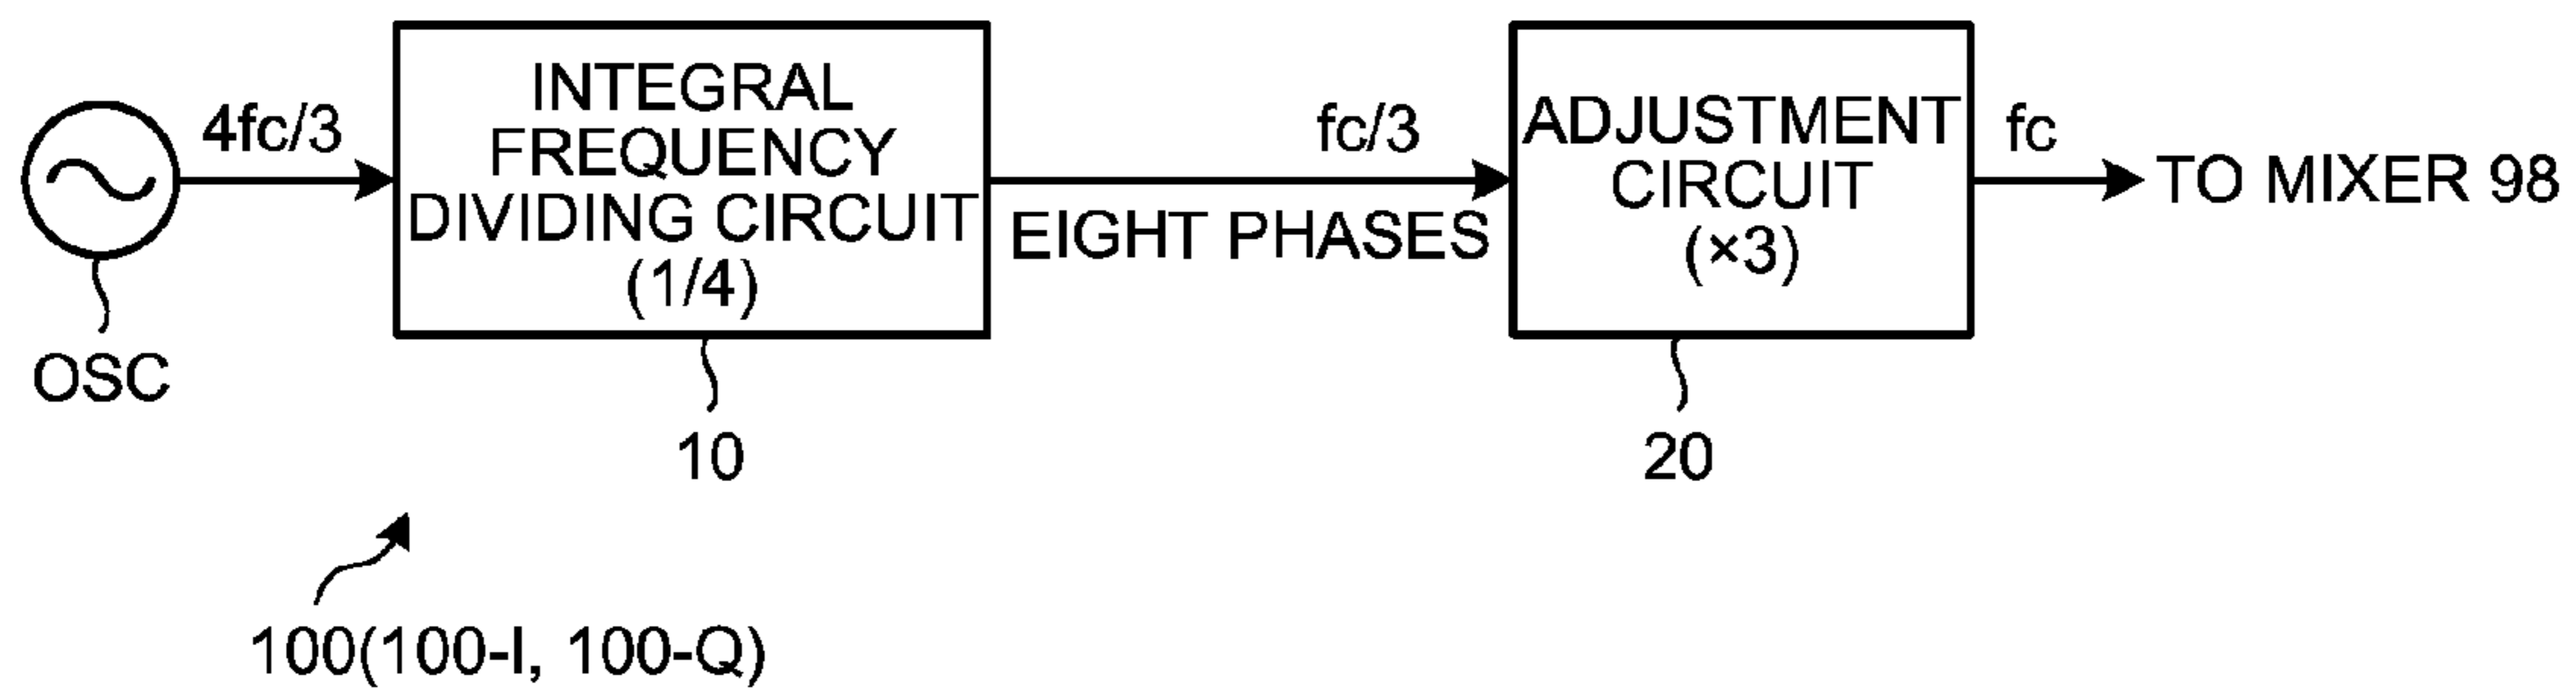 4fc/3
INTEGRAL
FREQUENCY
DIVIDING CIRCUIT
(1/4)
fc/3
EIGHT PHASES
ADJUSTMENT
CIRCUIT
(×3)
fc
TO MIXER 98
OSC
10
20
100(100-I, 100-Q)